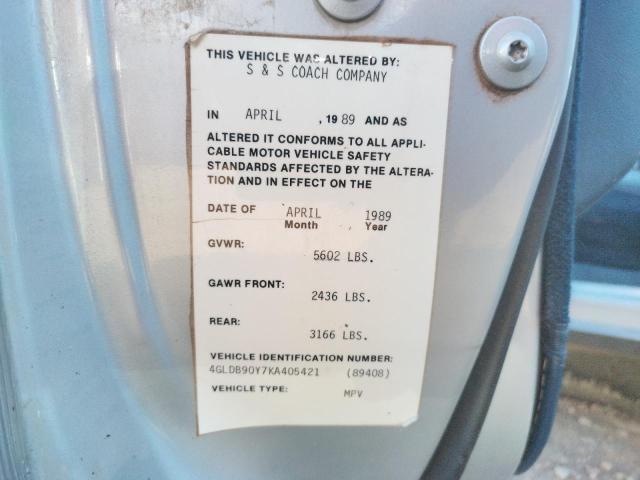 THIS VEHICLE WAS ALTERED BY:
S & S COACH COMPANY
IN APRIL , 1989 AND AS
ALTERED IT CONFORMS TO ALL APPLI-
CABLE MOTOR VEHICLE SAFETY
STANDARDS AFFECTED BY THE ALTERA-
TION AND IN EFFECT ON THE
DATE OF APRIL 1989
Month Year
GVWR:
5602 LBS.
GAWR FRONT:
2436 LBS.
REAR:
3166 LBS.
VEHICLE IDENTIFICATION NUMBER:
4GLDB90Y7KA405421 (89408)
VEHICLE TYPE: MPV